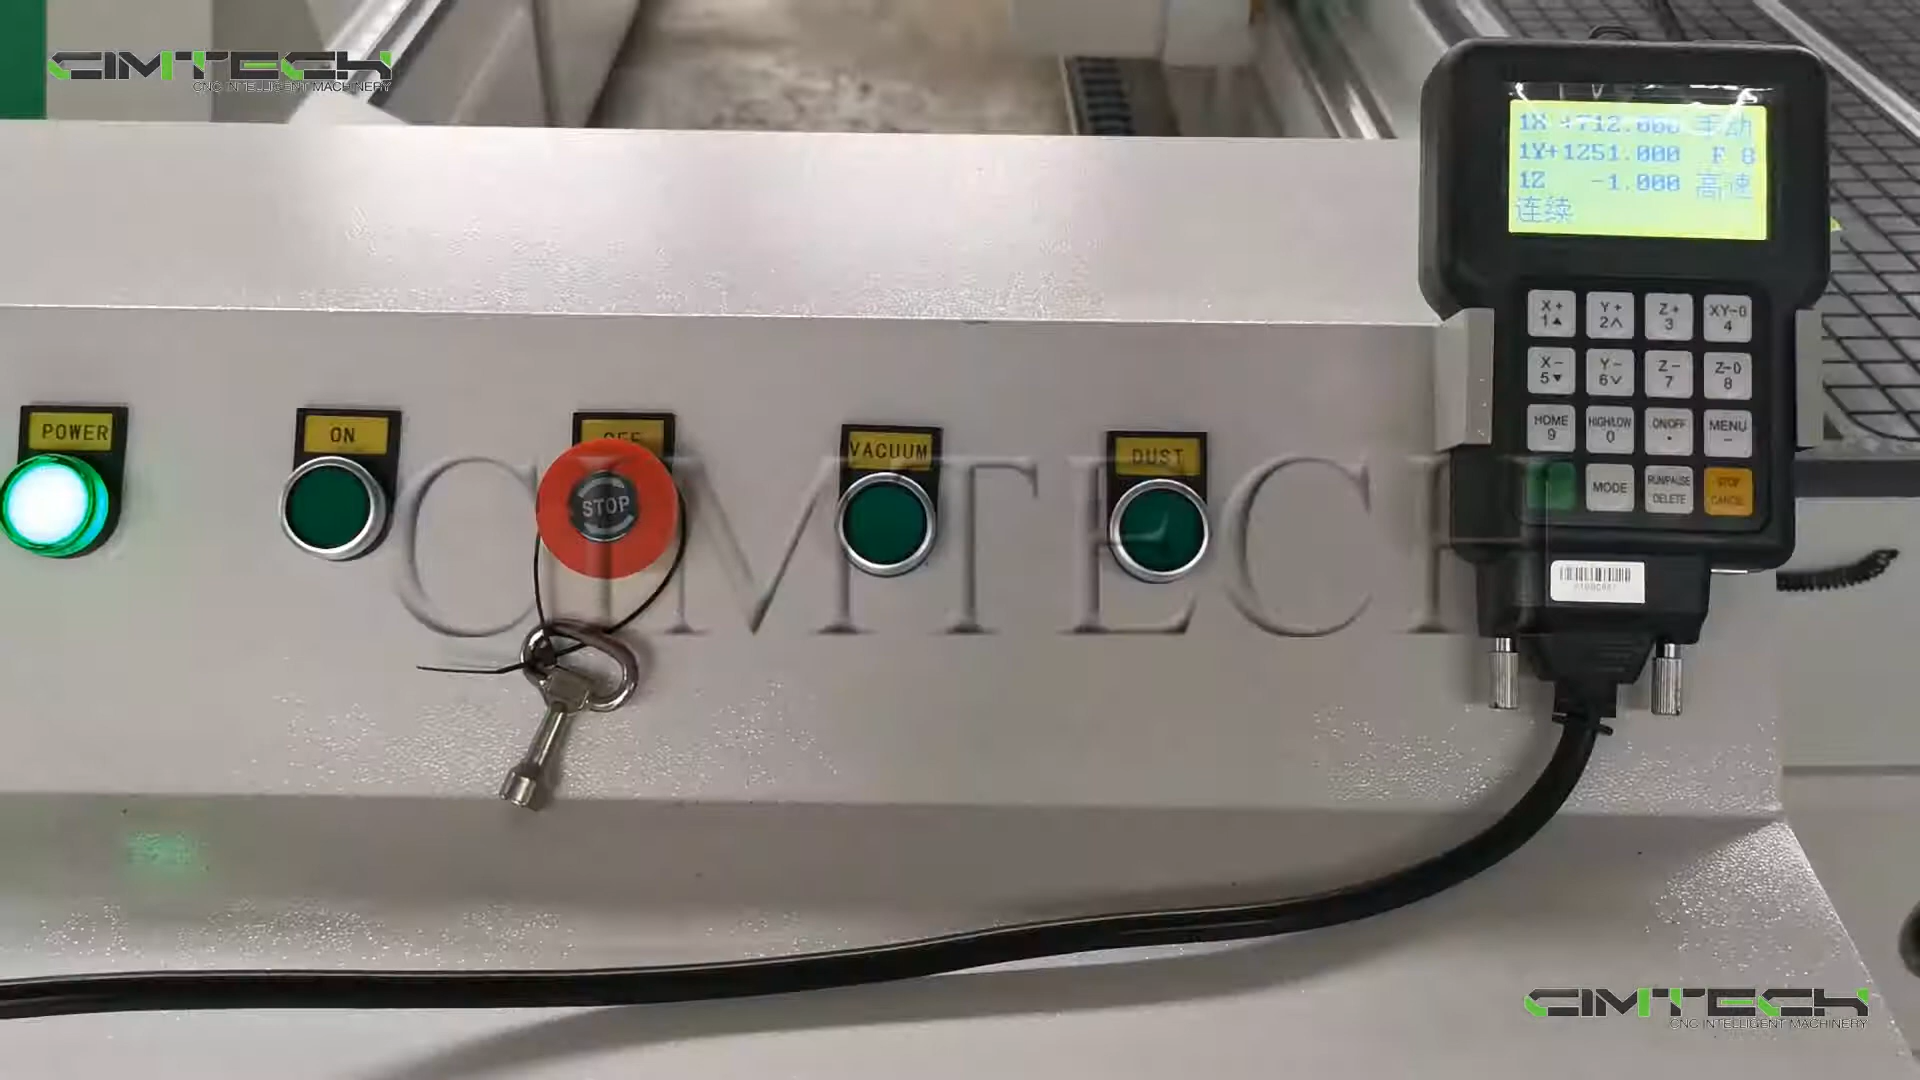 CIMTECH
CNC INTELLIGENT MACHINERY
1X +712.000 手动
1Y+1251.000 F 8
1Z -1.000 高速
连续
X+ Y+ Z+ XY-0
1▲ 2∧ 3 4
X- Y- Z- Z-0
5▼ 6∨ 7 8
HOME HIGH/LOW ON/OFF MENU
9 0 . -
MODE RUN/PAUSE DELETE STOP CANCEL
POWER
ON
OFF
VACUUM
DUST
STOP
CIMTECH
CIMTECH
CNC INTELLIGENT MACHINERY